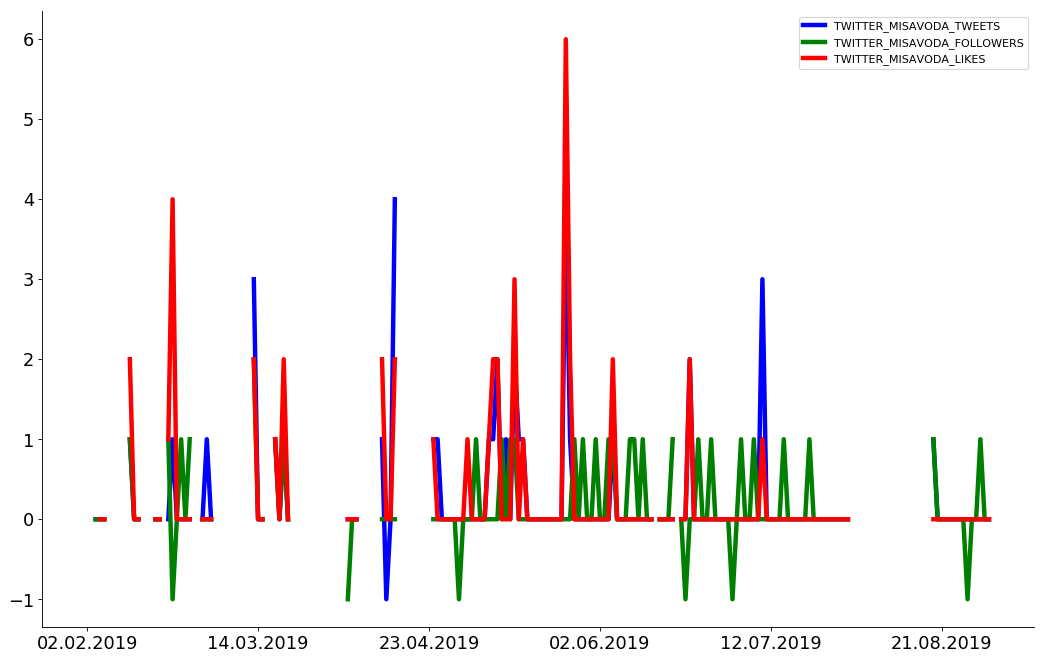 TWITTER_MISAVODA_TWEETS
TWITTER_MISAVODA_FOLLOWERS
TWITTER_MISAVODA_LIKES
6
5
4
3
2
1
0
−1
02.02.2019 14.03.2019 23.04.2019 02.06.2019 12.07.2019 21.08.2019